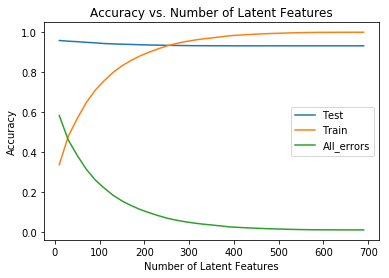 Accuracy vs. Number of Latent Features
Accuracy
1.0
0.8
0.6
0.4
0.2
0.0
Test
Train
All_errors
0 100 200 300 400 500 600 700
Number of Latent Features